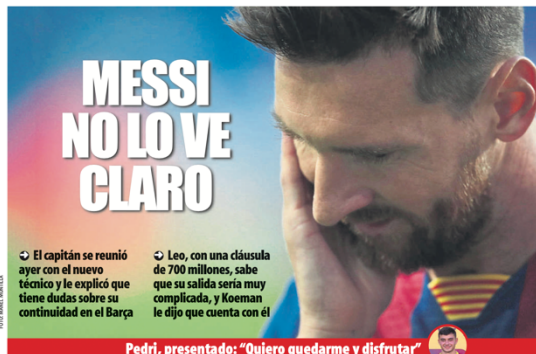 MESSI
NO LO VE
CLARO
➔ El capitán se reunió
ayer con el nuevo
técnico y le explicó que
tiene dudas sobre su
continuidad en el Barça
➔ Leo, con una cláusula
de 700 millones, sabe
que su salida sería muy
complicada, y Koeman
le dijo que cuenta con él
Pedri, presentado: “Quiero quedarme y disfrutar”